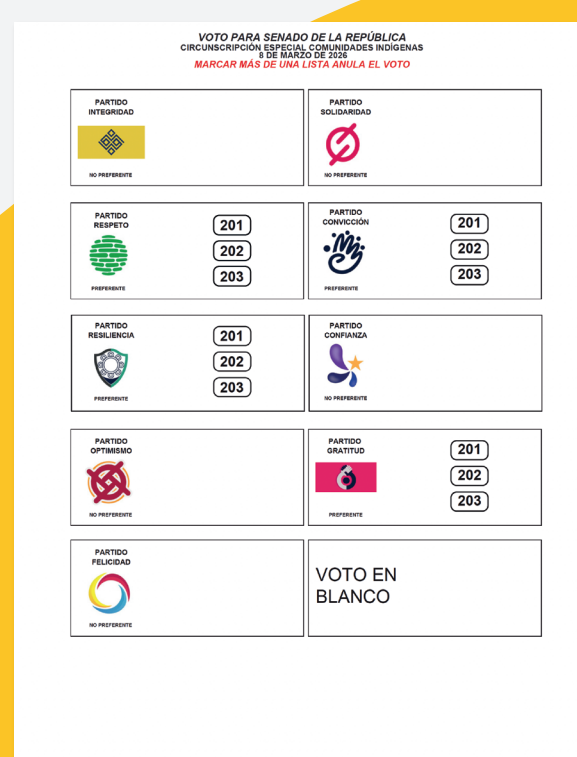 VOTO PARA SENADO DE LA REPÚBLICA
CIRCUNSCRIPCIÓN ESPECIAL COMUNIDADES INDÍGENAS
8 DE MARZO DE 2026
MARCAR MÁS DE UNA LISTA ANULA EL VOTO
PARTIDO
INTEGRIDAD
NO PREFERENTE
PARTIDO
SOLIDARIDAD
NO PREFERENTE
PARTIDO
RESPETO
PREFERENTE
201
202
203
PARTIDO
CONVICCIÓN
PREFERENTE
201
202
203
PARTIDO
RESILIENCIA
PREFERENTE
201
202
203
PARTIDO
CONFIANZA
NO PREFERENTE
PARTIDO
OPTIMISMO
NO PREFERENTE
PARTIDO
GRATITUD
PREFERENTE
201
202
203
PARTIDO
FELICIDAD
NO PREFERENTE
VOTO EN
BLANCO